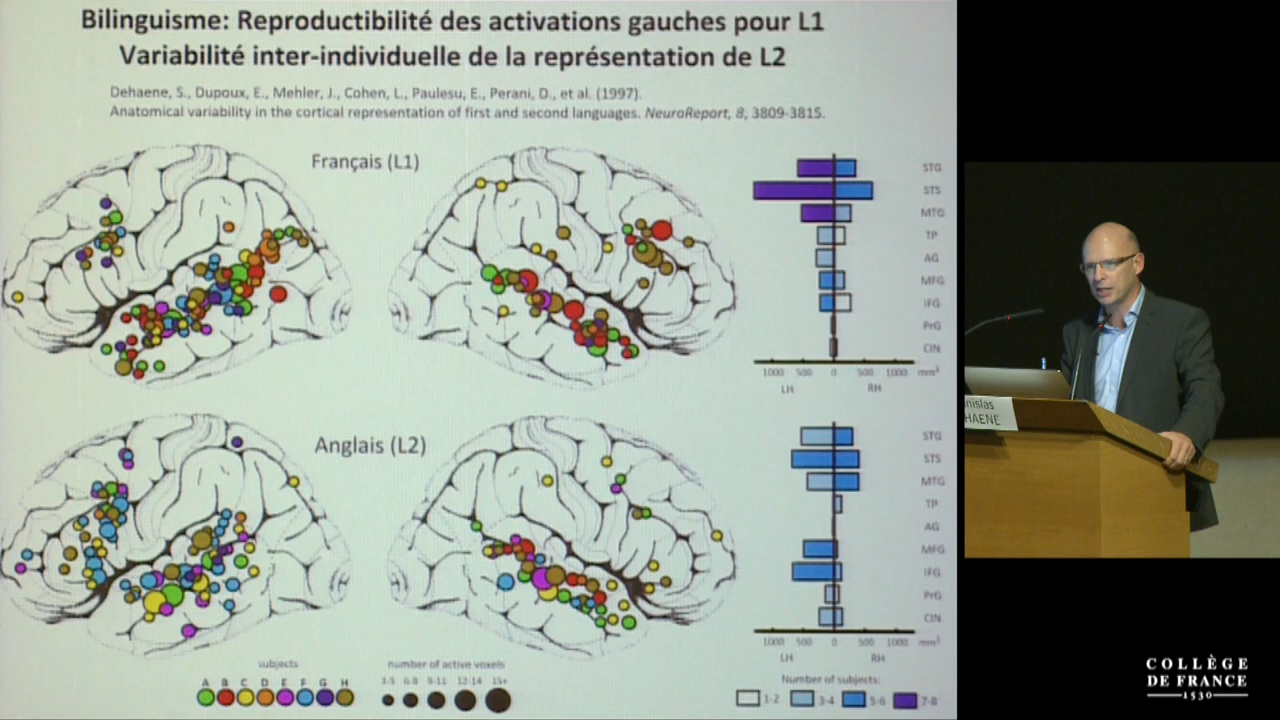 Bilinguisme: Reproductibilité des activations gauches pour L1
Variabilité inter-individuelle de la représentation de L2
Dehaene, S., Dupoux, E., Mehler, J., Cohen, L., Paulesu, E., Perani, D., et al. (1997).
Anatomical variability in the cortical representation of first and second languages. NeuroReport, 8, 3809-3815.
Français (L1)
STG
STS
MTG
TP
AG
MFG
IFG
PrG
CIN
1000 500 0 500 1000 mm³
LH RH
Anglais (L2)
STG
STS
MTG
TP
AG
MFG
IFG
PrG
CIN
1000 500 0 500 1000 mm³
LH RH
subjects
A B C D E F G H
number of active voxels
3-5 6-8 9-11 12-14 15+
Number of subjects:
1-2 3-4 5-6 7-8
nislas
HAENE
COLLÈGE
DE FRANCE
1530